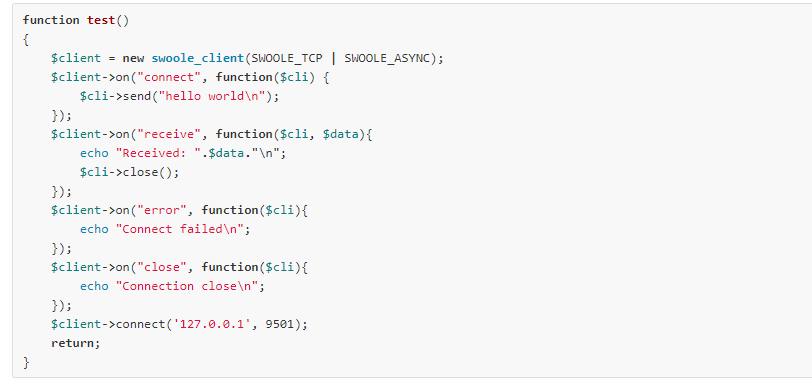 function test()
{
    $client = new swoole_client(SWOOLE_TCP | SWOOLE_ASYNC);
    $client->on("connect", function($cli) {
        $cli->send("hello world\n");
    });
    $client->on("receive", function($cli, $data){
        echo "Received: ".$data."\n";
        $cli->close();
    });
    $client->on("error", function($cli){
        echo "Connect failed\n";
    });
    $client->on("close", function($cli){
        echo "Connection close\n";
    });
    $client->connect('127.0.0.1', 9501);
    return;
}